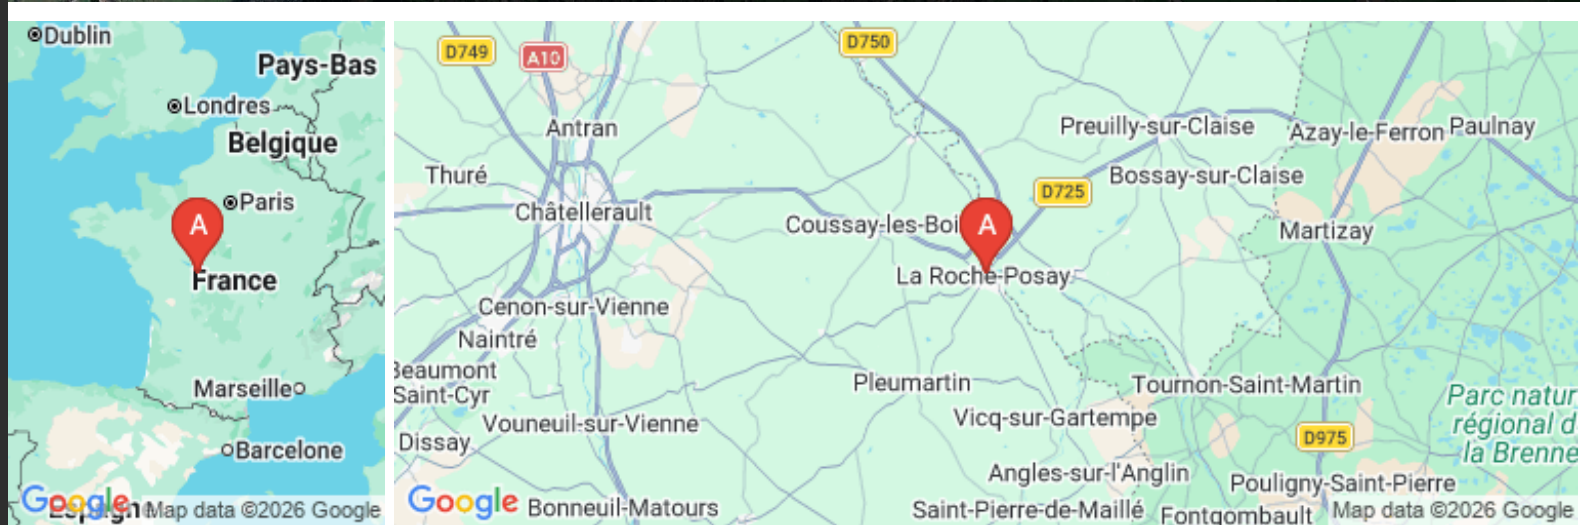 Dublin
Pays-Bas
Londres
Belgique
Paris
A
France
Marseille
Barcelone
Google
Map data ©2026 Google
D749
A10
D750
Antran
Preuilly-sur-Claise
Azay-le-Ferron
Paulnay
Thuré
Bossay-sur-Claise
D725
Châtellerault
Coussay-les-Boi
A
Martizay
La Roche-Posay
Cenon-sur-Vienne
Naintré
Beaumont
Saint-Cyr
Pleumartin
Tournon-Saint-Martin
Parc natur
régional d
la Brenne
Vouneuil-sur-Vienne
Vicq-sur-Gartempe
Dissay
D975
Angles-sur-l'Anglin
Pouligny-Saint-Pierre
Google
Bonneuil-Matours
Saint-Pierre-de-Maillé
Fontgombault
Map data ©2026 Google